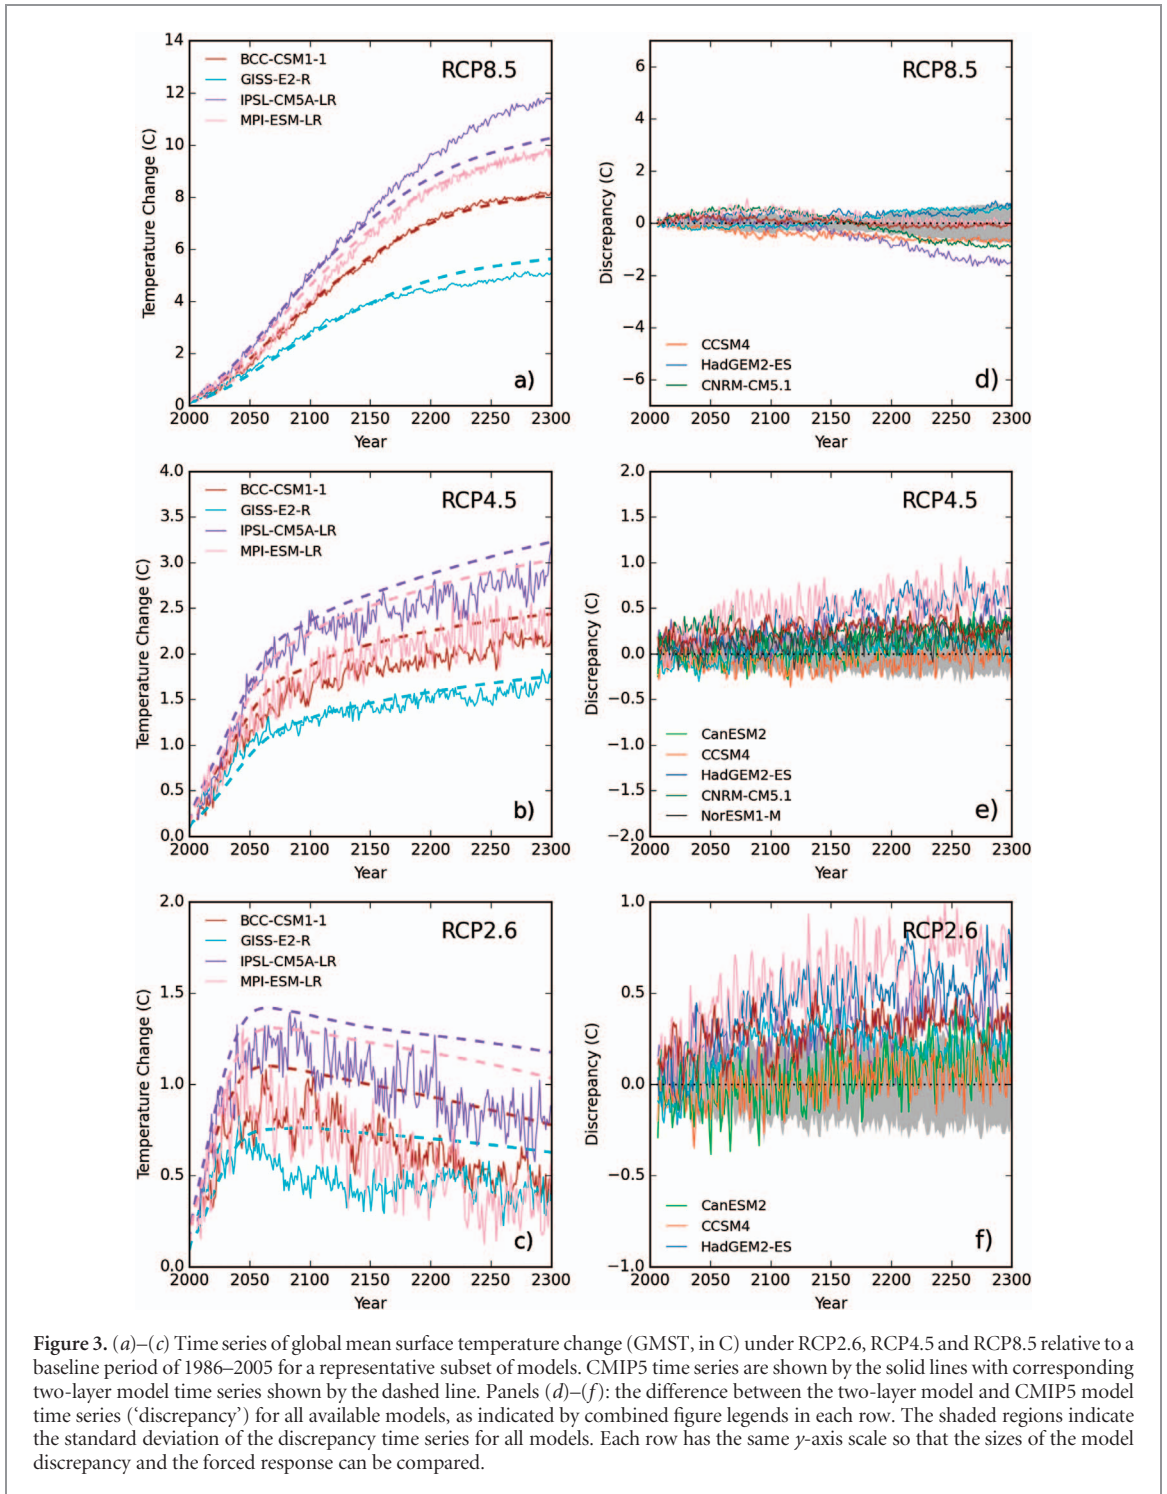 14
12
10
8
6
4
2
0
Temperature Change (C)
BCC-CSM1-1
GISS-E2-R
IPSL-CM5A-LR
MPI-ESM-LR
RCP8.5
a)
2000 2050 2100 2150 2200 2250 2300
Year
6
4
2
0
−2
−4
−6
Discrepancy (C)
RCP8.5
CCSM4
HadGEM2-ES
CNRM-CM5.1
d)
2000 2050 2100 2150 2200 2250 2300
Year
4.0
3.5
3.0
2.5
2.0
1.5
1.0
0.5
0.0
Temperature Change (C)
BCC-CSM1-1
GISS-E2-R
IPSL-CM5A-LR
MPI-ESM-LR
RCP4.5
b)
2000 2050 2100 2150 2200 2250 2300
Year
2.0
1.5
1.0
0.5
0.0
−0.5
−1.0
−1.5
−2.0
Discrepancy (C)
RCP4.5
CanESM2
CCSM4
HadGEM2-ES
CNRM-CM5.1
NorESM1-M
e)
2000 2050 2100 2150 2200 2250 2300
Year
2.0
1.5
1.0
0.5
0.0
Temperature Change (C)
BCC-CSM1-1
GISS-E2-R
IPSL-CM5A-LR
MPI-ESM-LR
RCP2.6
c)
2000 2050 2100 2150 2200 2250 2300
Year
1.0
0.5
0.0
−0.5
−1.0
Discrepancy (C)
RCP2.6
CanESM2
CCSM4
HadGEM2-ES
f)
2000 2050 2100 2150 2200 2250 2300
Year
Figure 3. (a)–(c) Time series of global mean surface temperature change (GMST, in C) under RCP2.6, RCP4.5 and RCP8.5 relative to a
baseline period of 1986–2005 for a representative subset of models. CMIP5 time series are shown by the solid lines with corresponding
two-layer model time series shown by the dashed line. Panels (d)–(f): the difference between the two-layer model and CMIP5 model
time series (‘discrepancy’) for all available models, as indicated by combined figure legends in each row. The shaded regions indicate
the standard deviation of the discrepancy time series for all models. Each row has the same y-axis scale so that the sizes of the model
discrepancy and the forced response can be compared.